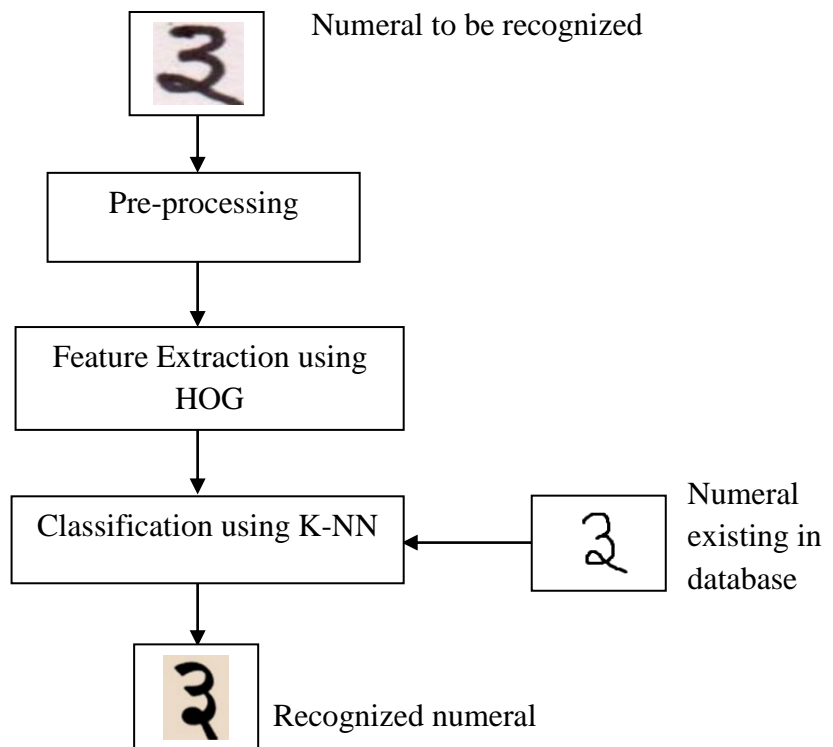 ३
Numeral to be recognized
Pre-processing
Feature Extraction using
HOG
Classification using K-NN
३
Numeral
existing in
database
३
Recognized numeral